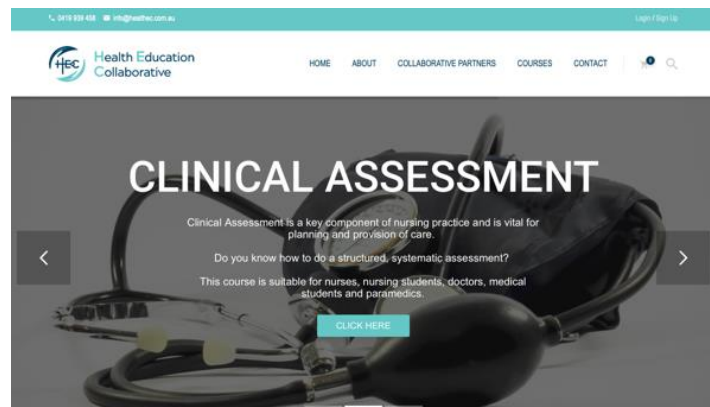 0419 939 458 info@healthec.com.au Login / Sign Up
HEC Health Education
Collaborative
HOME ABOUT COLLABORATIVE PARTNERS COURSES CONTACT 0
CLINICAL ASSESSMENT
Clinical Assessment is a key component of nursing practice and is vital for
planning and provision of care.
Do you know how to do a structured, systematic assessment?
This course is suitable for nurses, nursing students, doctors, medical
students and paramedics.
CLICK HERE